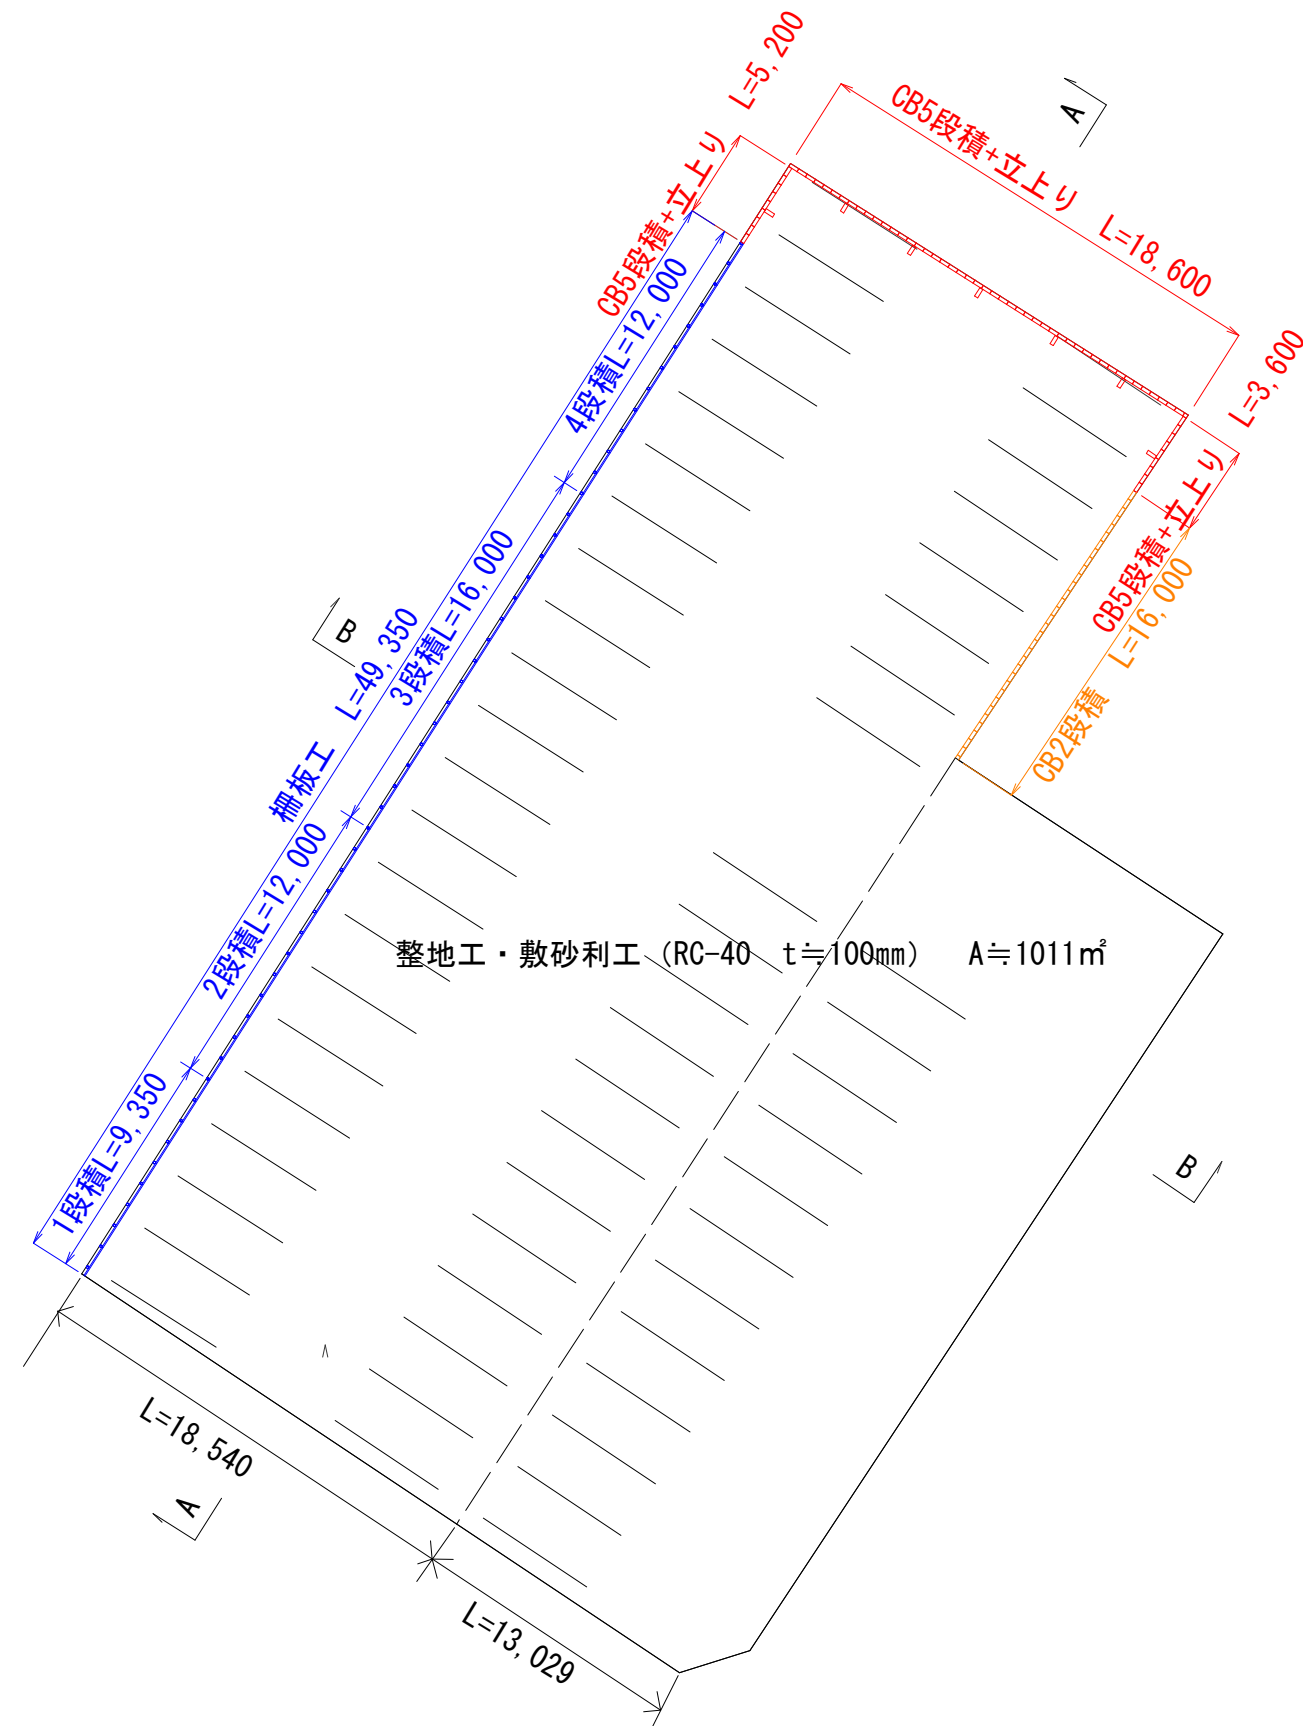 L=5,200
CB5段積+立上り
A
CB5段積+立上り　L=18,600
L=3,600
CB5段積+立上り
CB2段積　L=16,000
4段積L=12,000
3段積L=16,000
柵板工　L=49,350
B
2段積L=12,000
1段積L=9,350
整地工・敷砂利工（RC-40　t≒100mm）　A≒1011㎡
B
L=18,540
A
L=13,029